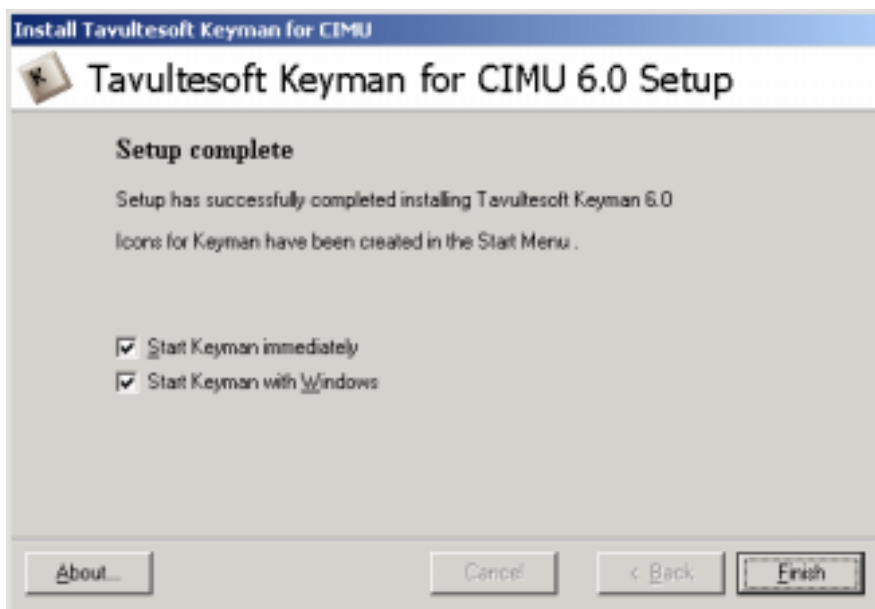 Install Tavultesoft Keyman for CIMU
K
Tavultesoft Keyman for CIMU 6.0 Setup
Setup complete
Setup has successfully completed installing Tavultesoft Keyman 6.0
Icons for Keyman have been created in the Start Menu .
Start Keyman immediately
Start Keyman with Windows
About... Cancel < Back Finish